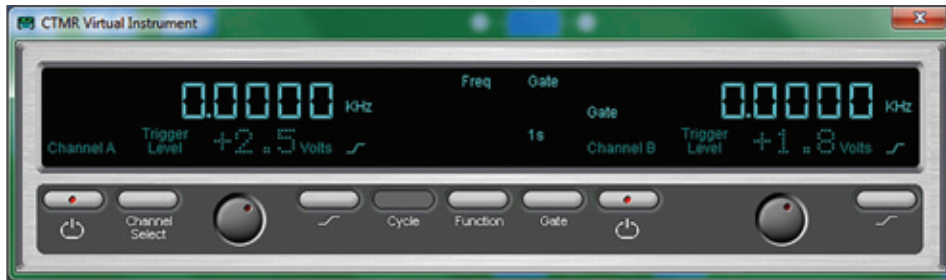 CTMR Virtual Instrument
0.0000 KHz
Channel A Trigger Level +2.5 Volts
Freq Gate
1s
Gate 0.0000 KHz
Channel B Trigger Level +1.8 Volts
Channel Select
Cycle
Function
Gate